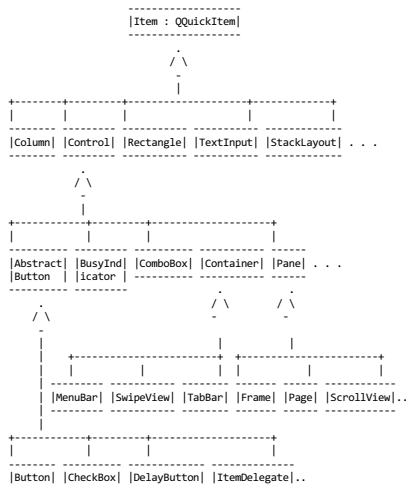 Item : QQuickItem
Column Control Rectangle TextInput StackLayout . . .
Abstract BusyInd ComboBox Container Pane . . .
Button icator
MenuBar SwipeView TabBar Frame Page ScrollView ..
Button CheckBox DelayButton ItemDelegate ..